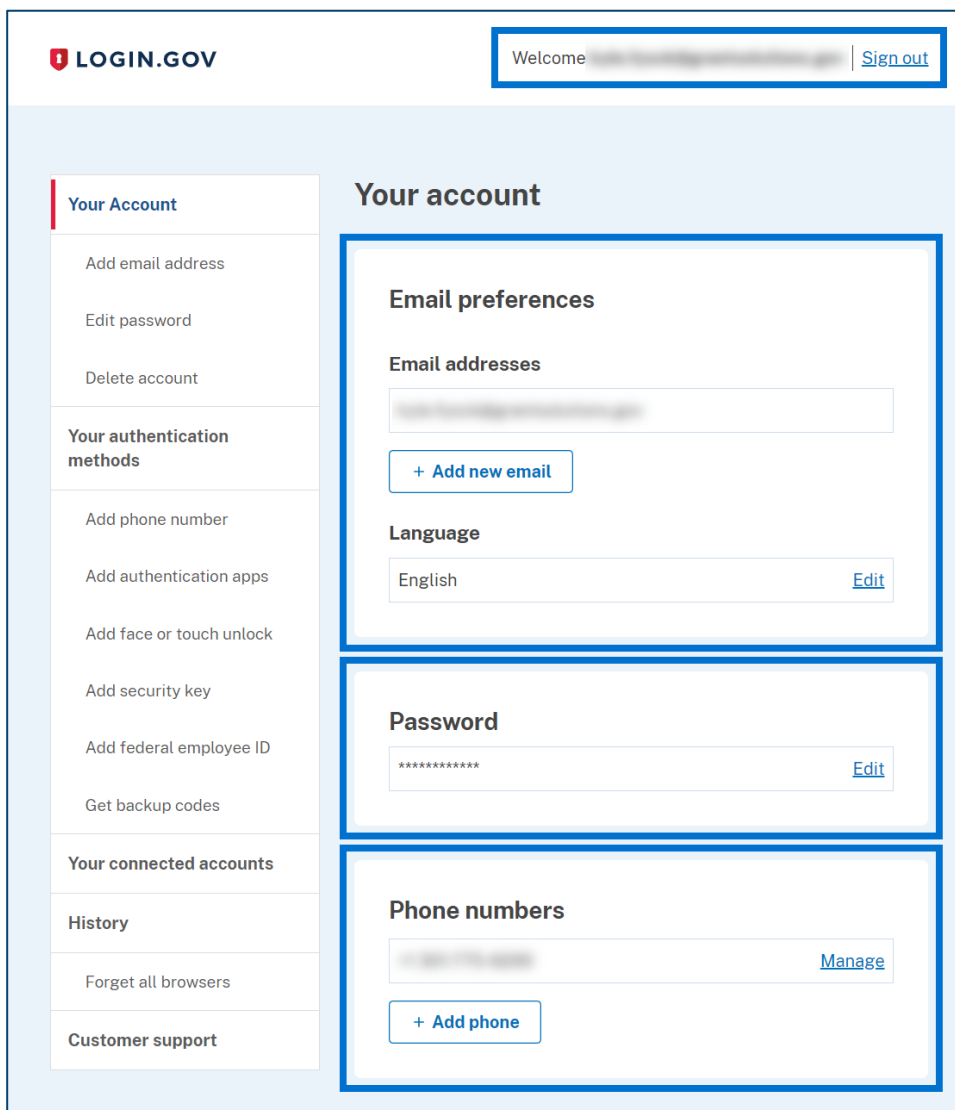 LOGIN.GOV
Welcome
Sign out
Your Account
Add email address
Edit password
Delete account
Your authentication
methods
Add phone number
Add authentication apps
Add face or touch unlock
Add security key
Add federal employee ID
Get backup codes
Your connected accounts
History
Forget all browsers
Customer support
Your account
Email preferences
Email addresses
+ Add new email
Language
English Edit
Password
************ Edit
Phone numbers
Manage
+ Add phone